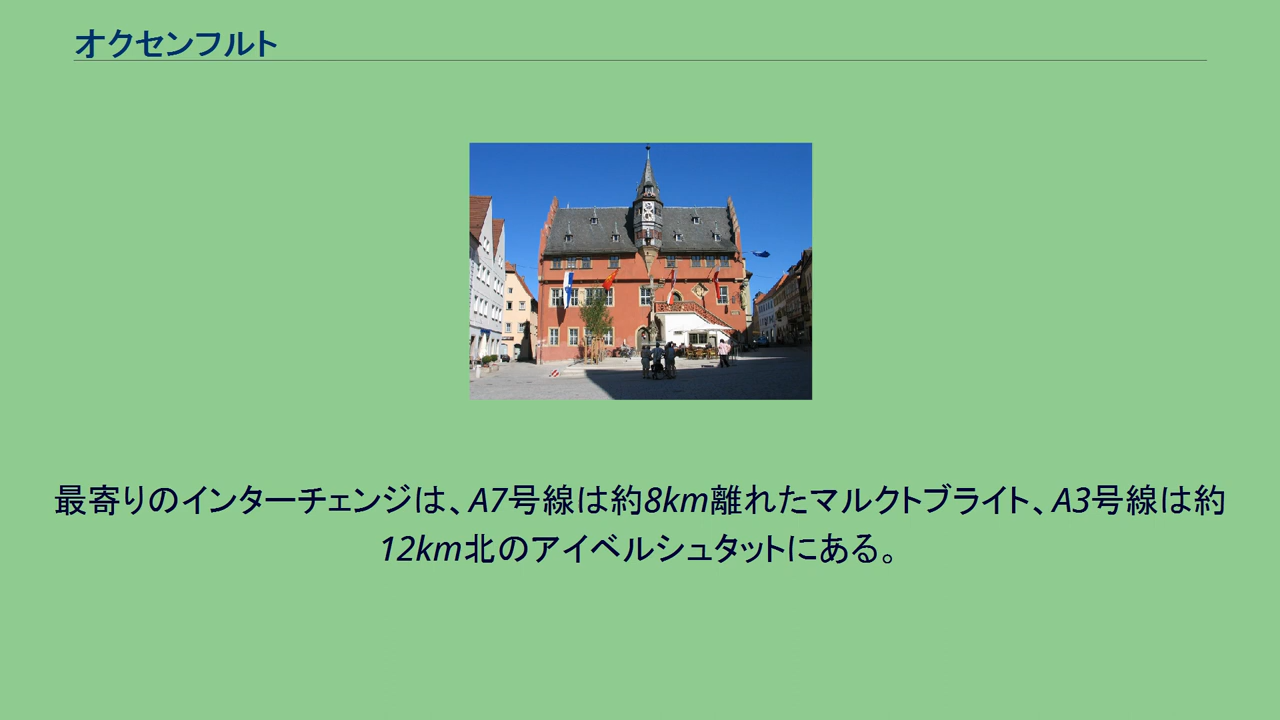 オクセンフルト
最寄りのインターチェンジは、A7号線は約8km離れたマルクトブライト、A3号線は約
12km北のアイベルシュタットにある。